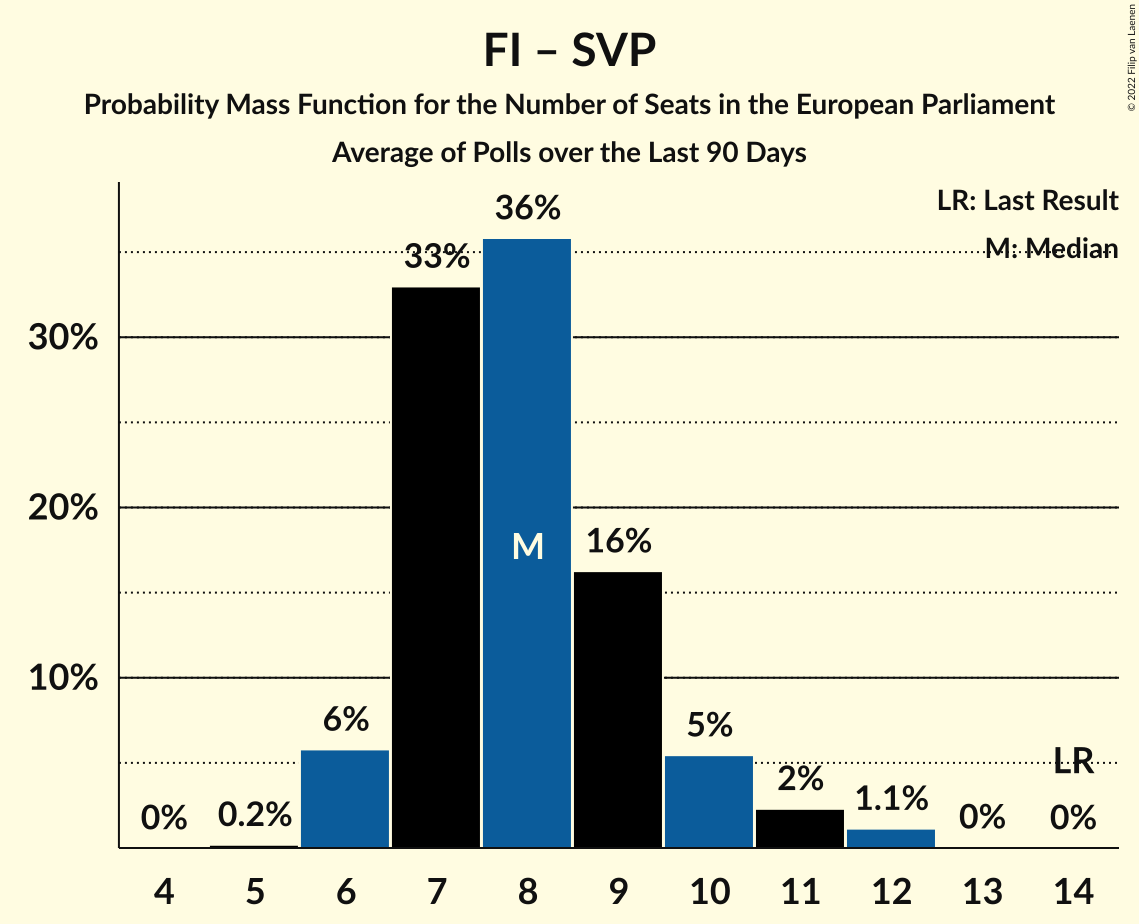 FI – SVP
Probability Mass Function for the Number of Seats in the European Parliament
Average of Polls over the Last 90 Days
© 2022 Filip van Laenen
LR: Last Result
M: Median
30%
20%
10%
0%
0.2%
6%
33%
36%
M
16%
5%
2%
1.1%
0%
LR
0%
4 5 6 7 8 9 10 11 12 13 14